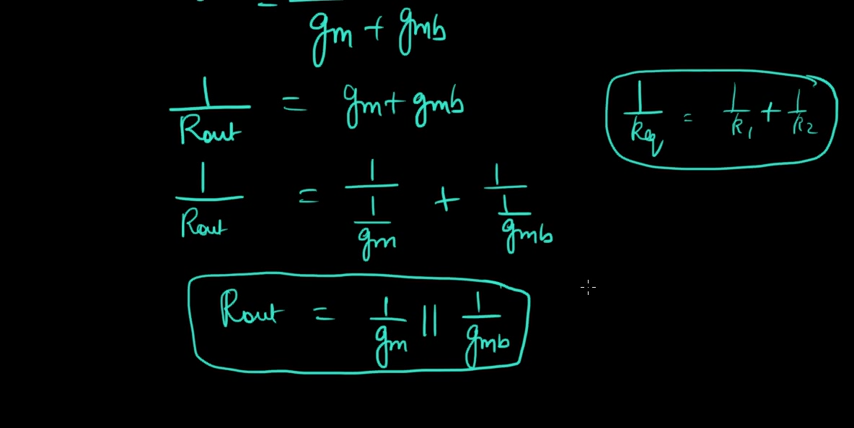 = 
gm + gmb
1/Rout = gm + gmb
1/Req = 1/R1 + 1/R2
1/Rout = 1/(1/gm) + 1/(1/gmb)
Rout = 1/gm || 1/gmb